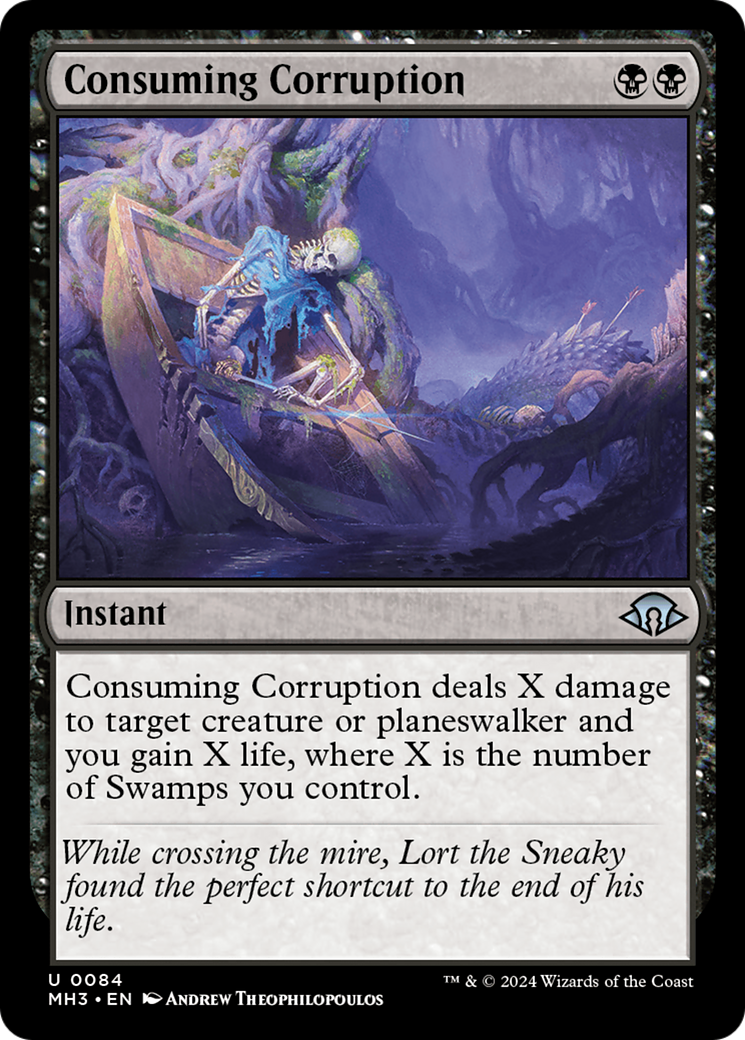 Consuming Corruption
Instant
Consuming Corruption deals X damage
to target creature or planeswalker and
you gain X life, where X is the number
of Swamps you control.
While crossing the mire, Lort the Sneaky
found the perfect shortcut to the end of his
life.
U 0084
™ & © 2024 Wizards of the Coast
MH3 • EN Andrew Theophilopoulos